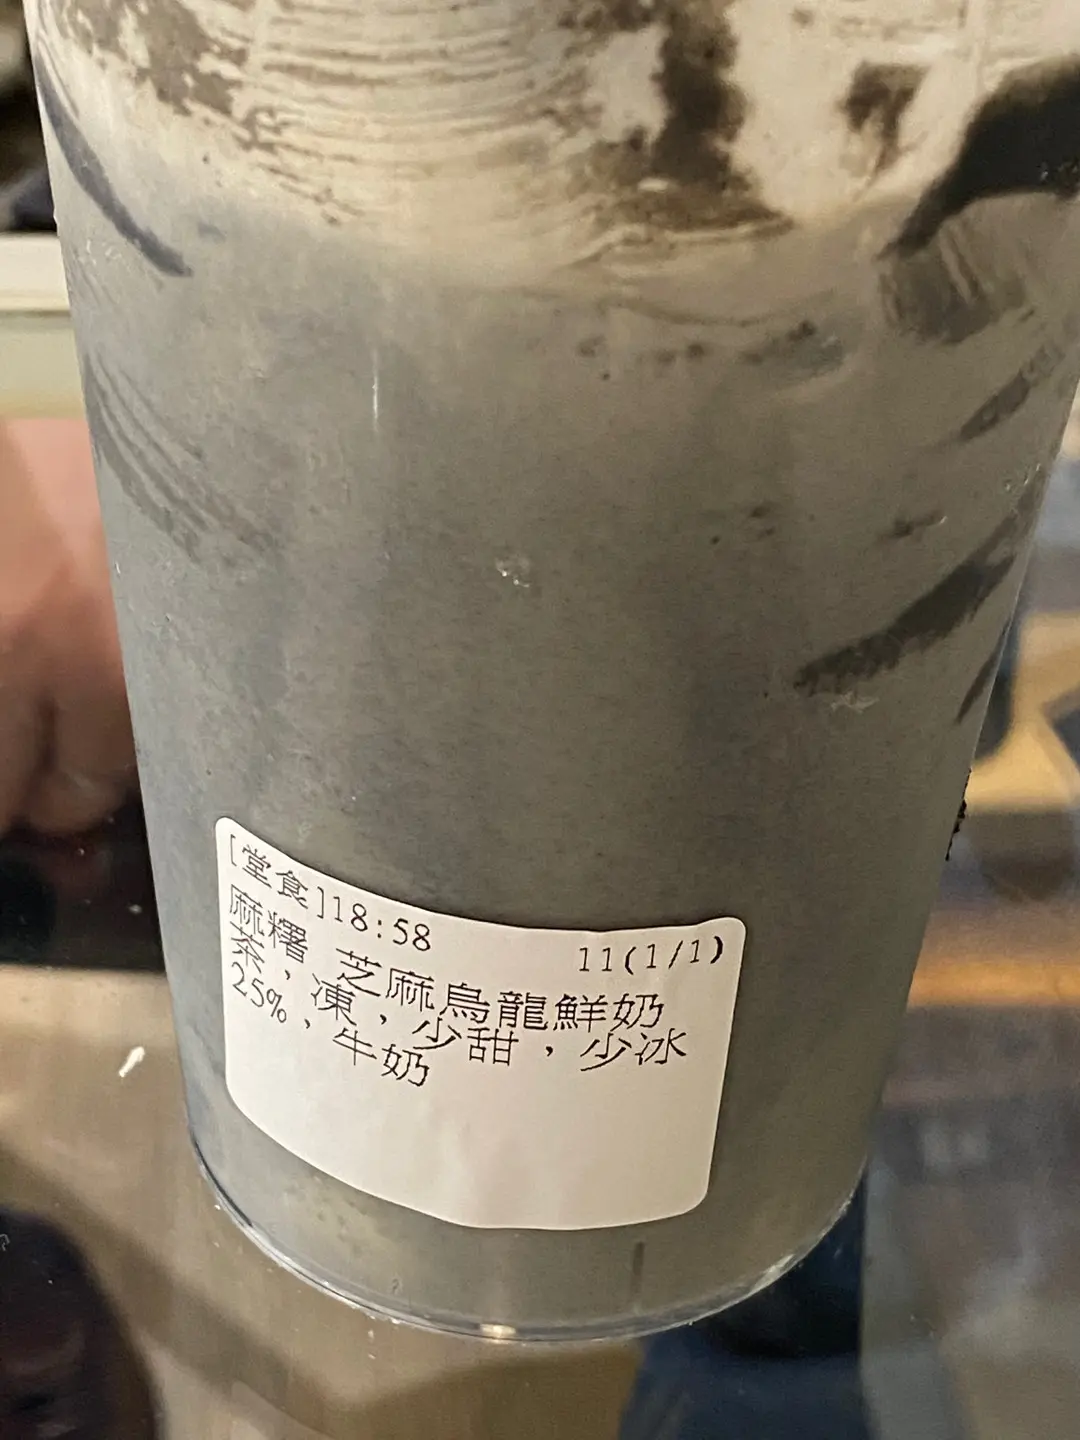 [堂食]18:58 11(1/1)
麻糬 芝麻烏龍鮮奶
茶，凍，少甜，少冰
25%，牛奶